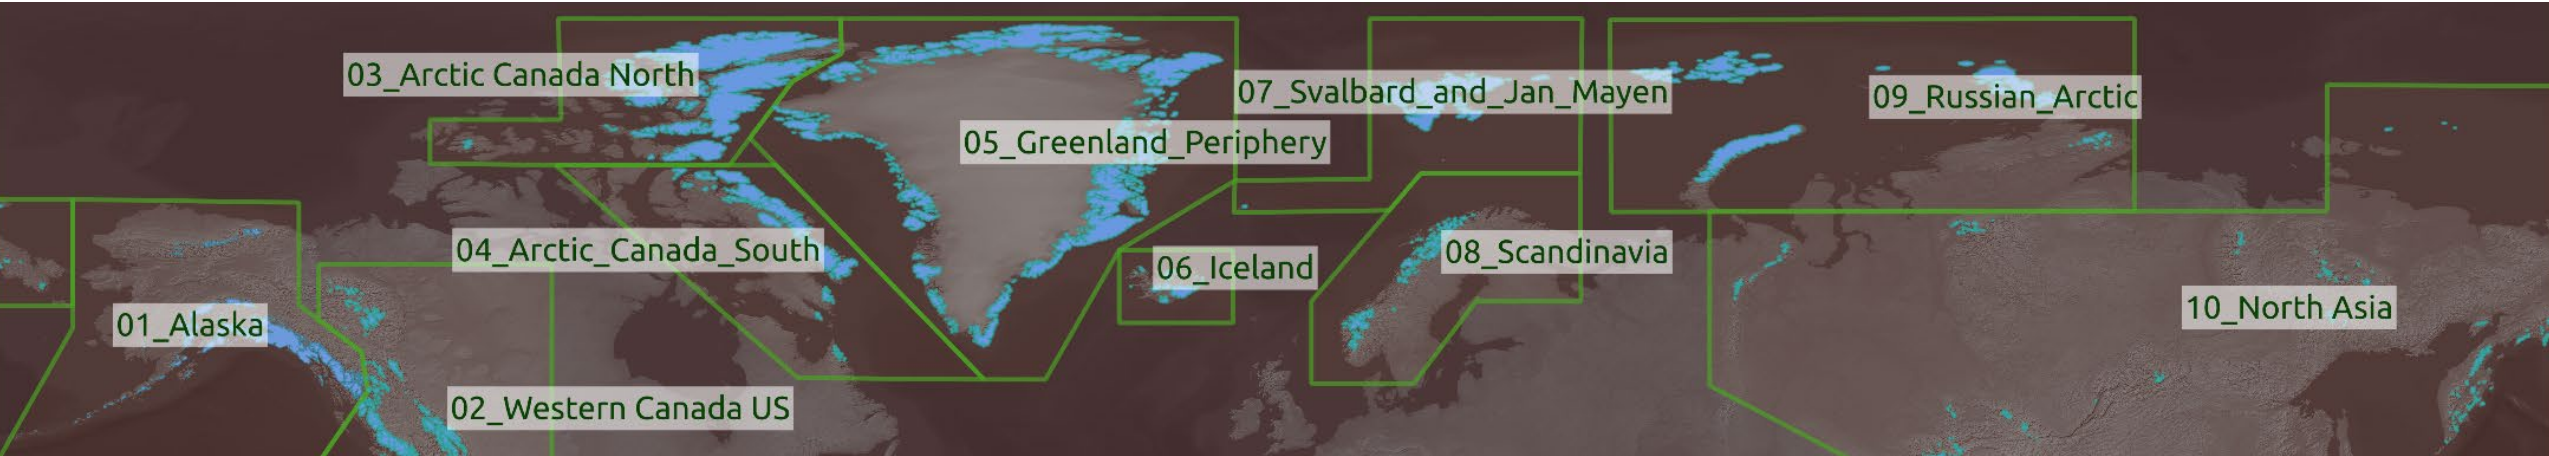 03_Arctic Canada North
07_Svalbard_and_Jan_Mayen
09_Russian_Arctic
05_Greenland_Periphery
04_Arctic_Canada_South
06_Iceland
08_Scandinavia
01_Alaska
10_North Asia
02_Western Canada US